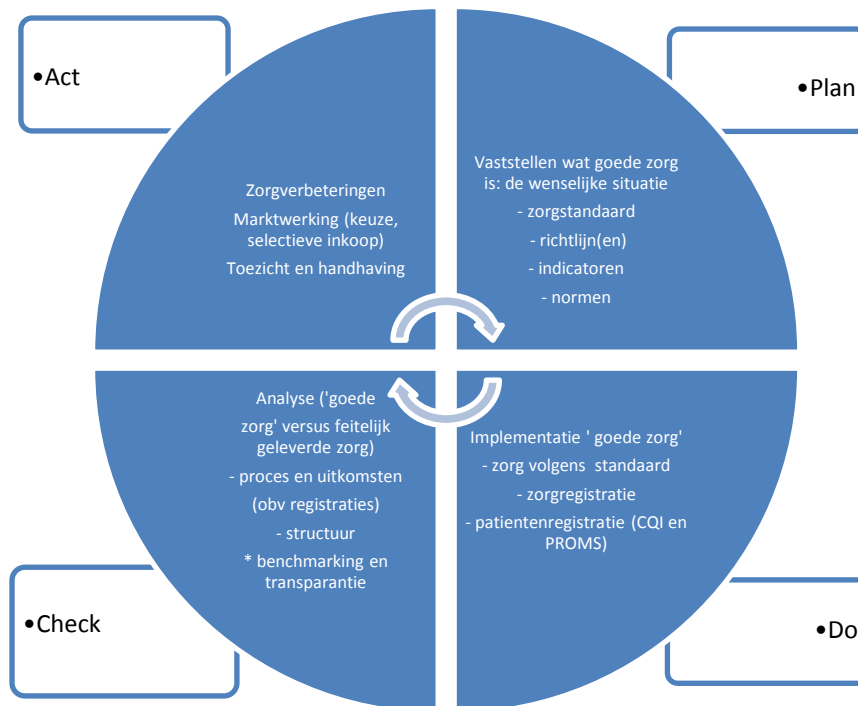 •Act
•Plan
Zorgverbeteringen
Marktwerking (keuze,
selectieve inkoop)
Toezicht en handhaving
Vaststellen wat goede zorg
is: de wenselijke situatie
- zorgstandaard
- richtlijn(en)
- indicatoren
- normen
Analyse ('goede
zorg' versus feitelijk
geleverde zorg)
- proces en uitkomsten
(obv registraties)
- structuur
* benchmarking en
transparantie
Implementatie ' goede zorg'
- zorg volgens standaard
- zorgregistratie
- patientenregistratie (CQI en
PROMS)
•Check
•Do